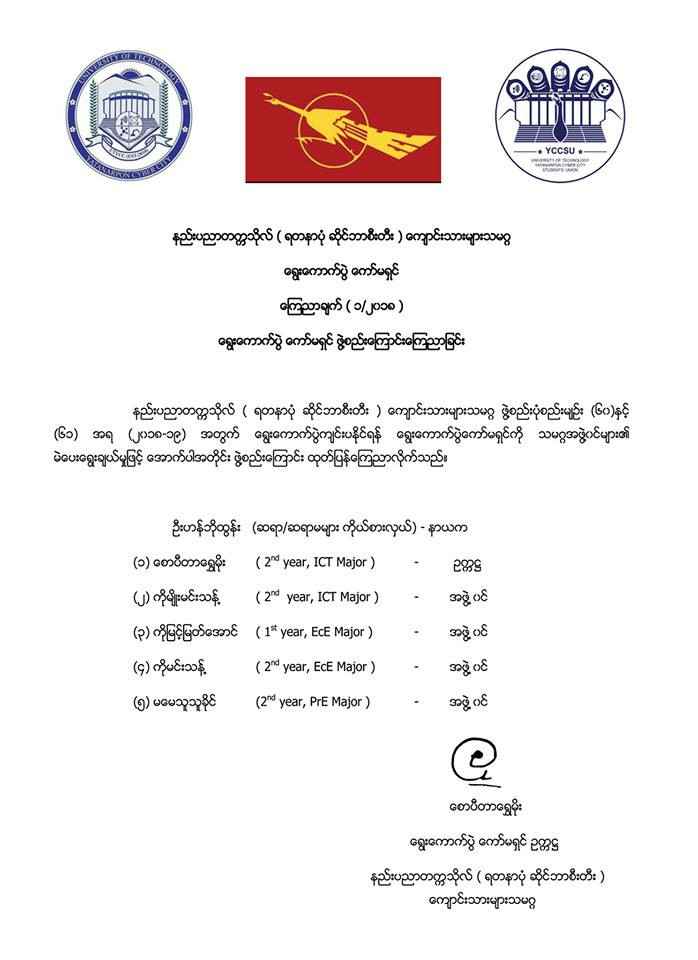 UNIVERSITY OF TECHNOLOGY
YATANARPON CYBER CITY
YCCSU
UNIVERSITY OF TECHNOLOGY
YATANARPON CYBER CITY
STUDENTS' UNION
နည်းပညာတက္ကသိုလ် ( ရတနာပုံ ဆိုင်ဘာစီးတီး ) ကျောင်းသားများသမဂ္ဂ
ရွေးကောက်ပွဲ ကော်မရှင်
ကြေညာချက် ( ၁/၂၀၁၈ )
ရွေးကောက်ပွဲ ကော်မရှင် ဖွဲ့စည်းကြောင်းကြေညာခြင်း
နည်းပညာတက္ကသိုလ် ( ရတနာပုံ ဆိုင်ဘာစီးတီး ) ကျောင်းသားများသမဂ္ဂ ဖွဲ့စည်းပုံစည်းမျဉ်း (၆၀)နှင့်
(၆၁) အရ (၂၀၁၈-၁၉) အတွက် ရွေးကောက်ပွဲကျင်းပနိုင်ရန် ရွေးကောက်ပွဲကော်မရှင်ကို သမဂ္ဂအဖွဲ့ဝင်များ၏
မဲပေးရွေးချယ်မှုဖြင့် အောက်ပါအတိုင်း ဖွဲ့စည်းကြောင်း ထုတ်ပြန်ကြေညာလိုက်သည်။
ဦးဟန်ဘိုထွန်း (ဆရာ/ဆရာမများ ကိုယ်စားလှယ်) - နာယက
(၁) စောပီတာရွှေမိုး ( 2nd year, ICT Major ) - ဥက္ကဋ္ဌ
(၂) ကိုမျိုးမင်းသန့် ( 2nd year, ICT Major ) - အဖွဲ့ဝင်
(၃) ကိုမြင့်မြတ်အောင် ( 1st year, EcE Major ) - အဖွဲ့ဝင်
(၄) ကိုမင်းသန့် ( 2nd year, EcE Major ) - အဖွဲ့ဝင်
(၅) မမေသူသူခိုင် (2nd year, PrE Major ) - အဖွဲ့ဝင်
စောပီတာရွှေမိုး
ရွေးကောက်ပွဲ ကော်မရှင် ဥက္ကဋ္ဌ
နည်းပညာတက္ကသိုလ် ( ရတနာပုံ ဆိုင်ဘာစီးတီး )
ကျောင်းသားများသမဂ္ဂ